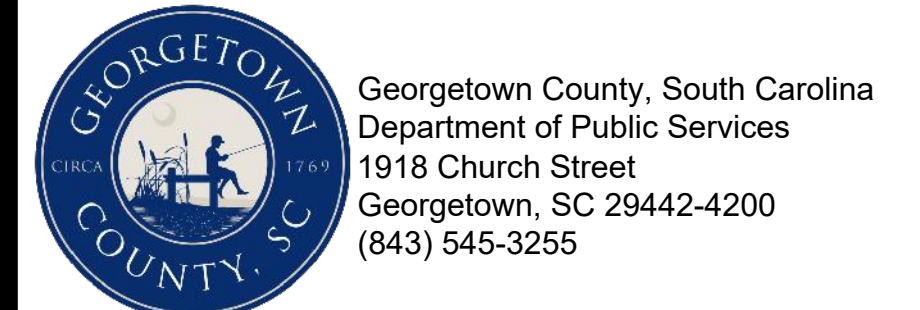 GEORGETOWN
CIRCA 1769
COUNTY, SC
Georgetown County, South Carolina
Department of Public Services
1918 Church Street
Georgetown, SC 29442-4200
(843) 545-3255